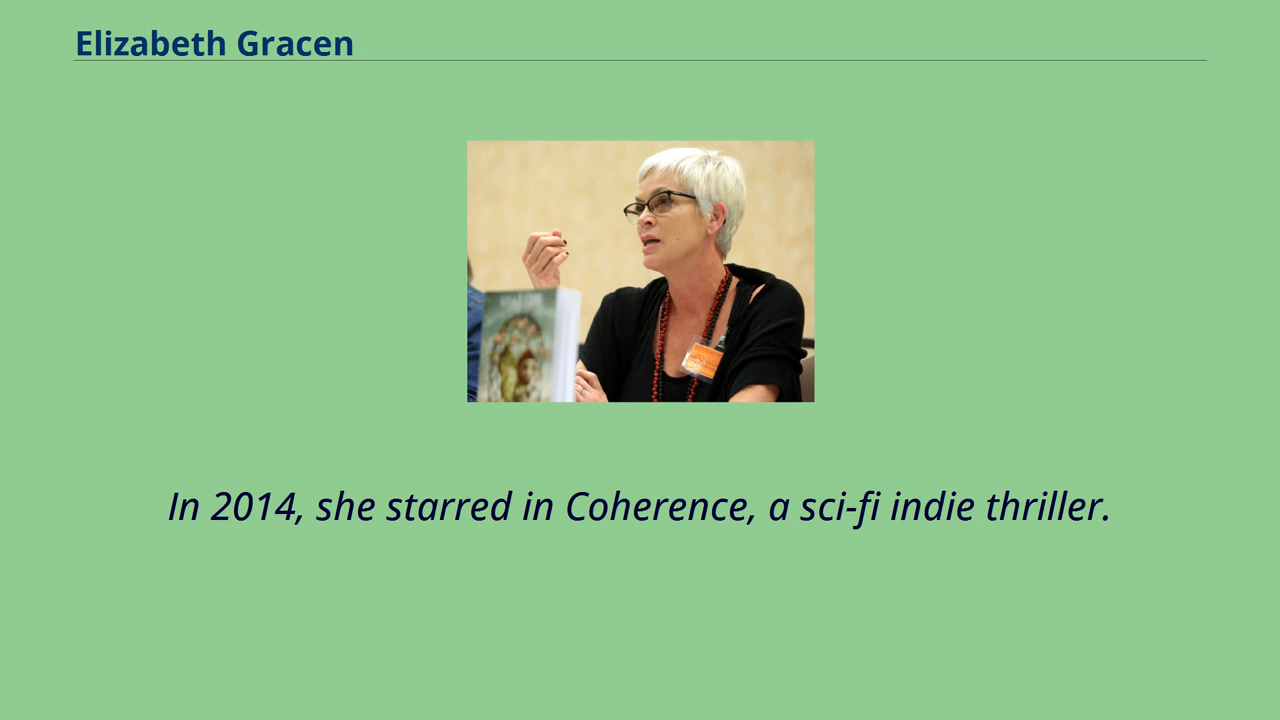 Elizabeth Gracen
In 2014, she starred in Coherence, a sci-fi indie thriller.